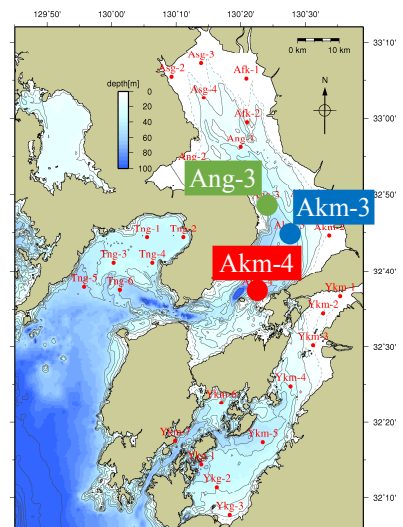 129°50' 130°00' 130°10' 130°20' 130°30'
33°10'
33°00'
32°50'
32°40'
32°30'
32°20'
32°10'
0 km 10 km
N
depth[m]
0
20
40
60
80
100
Asg-3
Asg-2
Afk-1
Asg-4
Afk-2
Ang-3
Ang-2
Ang-3
Akm-3
Akm-4
Tng-1
Tng-2
Tng-3
Tng-4
Tng-5
Tng-6
Ykm-1
Ykm-2
Ykm-3
Ykm-4
Ykm-6
Ykm-7
Ykm-5
Ykg-1
Ykg-2
Ykg-3